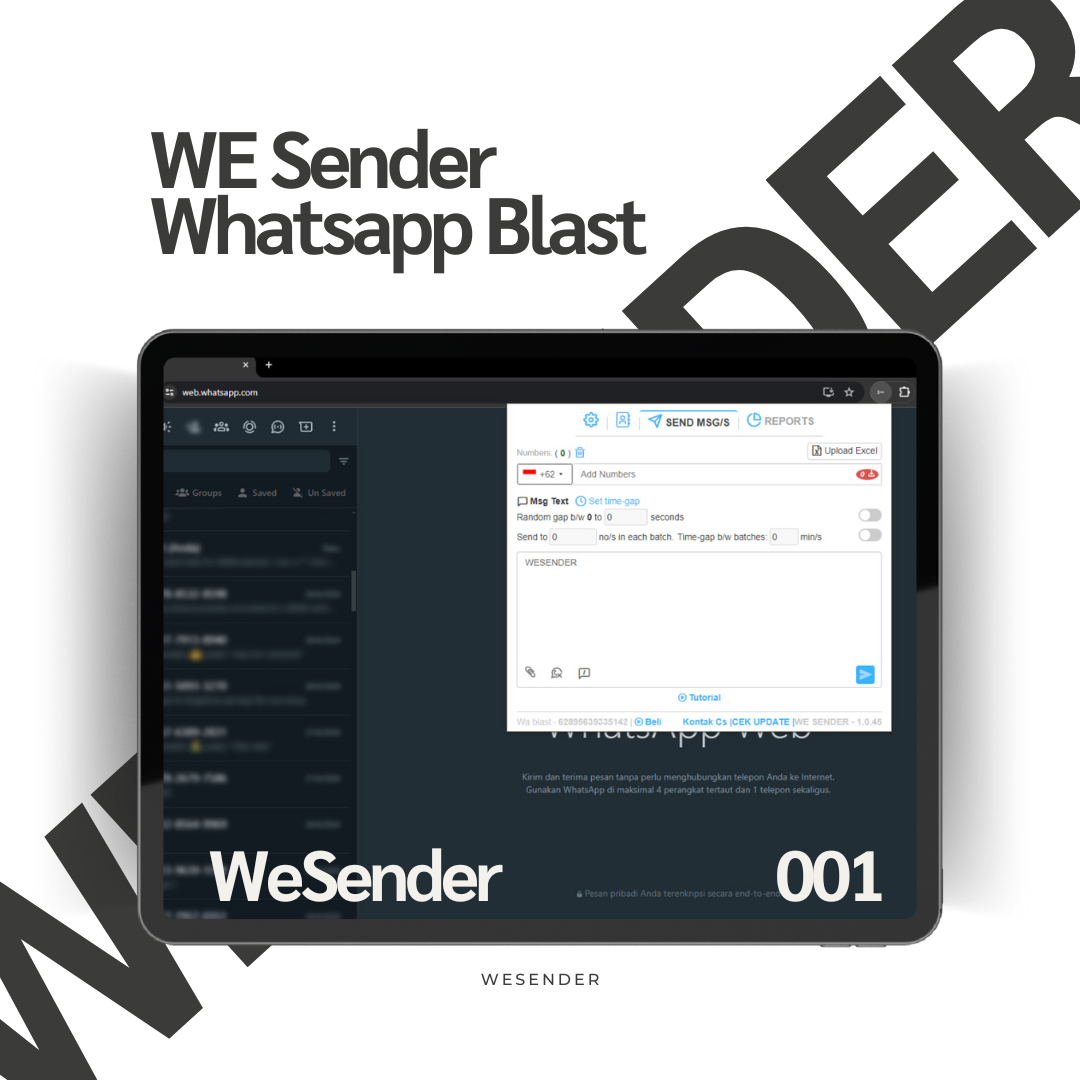 WE Sender
Whatsapp Blast
DER
web.whatsapp.com
SEND MSG/S
REPORTS
Numbers: ( 0 )
Upload Excel
+62
Add Numbers
0
Msg Text
Set time-gap
Random gap b/w 0 to 0 seconds
Send to 0 no/s in each batch. Time-gap b/w batches: 0 min/s
WESENDER
Tutorial
Wa blast - 62895639335142 | Beli Kontak Cs |CEK UPDATE |WE SENDER - 1.0.45
Groups Saved Un Saved
WhatsApp Web
Kirim dan terima pesan tanpa perlu menghubungkan telepon Anda ke Internet.
Gunakan WhatsApp di maksimal 4 perangkat tertaut dan 1 telepon sekaligus.
Pesan pribadi Anda terenkripsi secara end-to-end
WeSender
001
WESENDER